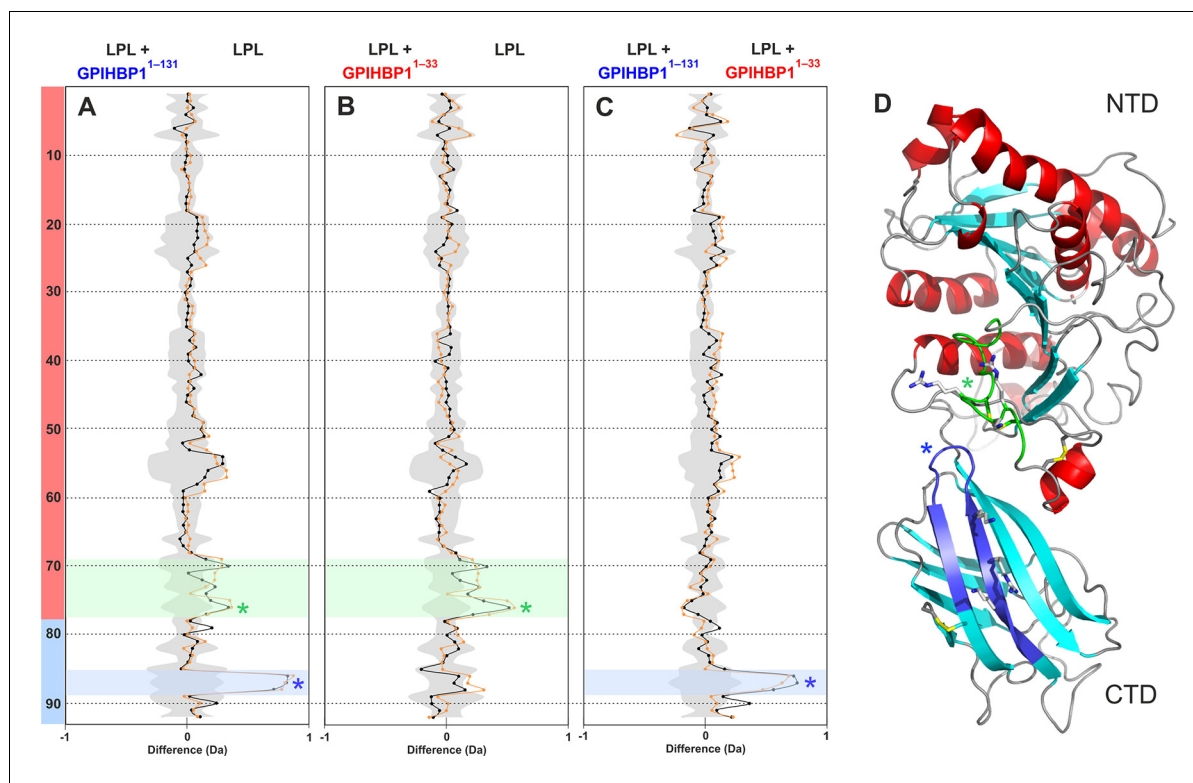 LPL + LPL LPL + LPL LPL + LPL +
GPIHBP1 1–131 GPIHBP1 1–33 GPIHBP1 1–131 GPIHBP1 1–33
A B C D NTD
10
20
30
40
50
60
70
*
* *
*
80
* *
90
CTD
-1 0 1 0 1 -1 0 1
Difference (Da) Difference (Da) Difference (Da)